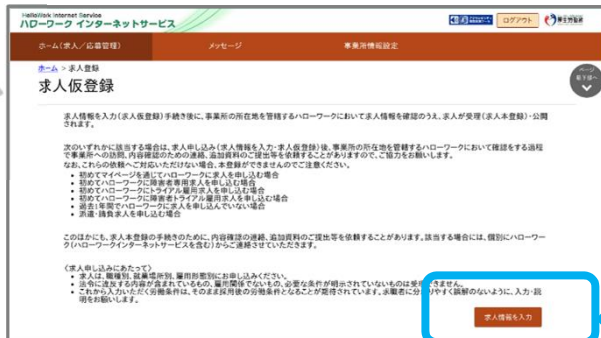 HelloWork Internet Service
ハローワーク インターネットサービス
ログアウト
厚生労働省
ホーム(求人／応募管理)
メッセージ
事業所情報設定
ホーム > 求人登録
求人仮登録
ページ
最下部へ
求人情報を入力(求人仮登録)手続き後に、事業所の所在地を管轄するハローワークにおいて求人情報を確認のうえ、求人が受理(求人本登録)・公開
されます。
次のいずれかに該当する場合は、求人申し込み(求人情報を入力・求人仮登録)後、事業所の所在地を管轄するハローワークにおいて確認をする過程
で事業所への訪問、内容確認のための連絡、追加資料のご提出等を依頼することがありますので、ご協力をお願いします。
なお、これらの依頼へご対応いただけない場合、本登録ができませんのでご注意ください。
• 初めてマイページを通じてハローワークに求人を申し込む場合
• 初めてハローワークに障害者専用求人を申し込む場合
• 初めてハローワークにトライアル雇用求人を申し込む場合
• 初めてハローワークに障害者トライアル雇用求人を申し込む場合
• 過去1年間でハローワークに求人を申し込んでいない場合
• 派遣・請負求人を申し込む場合
このほかにも、求人本登録の手続きのために、内容確認の連絡、追加資料のご提出等を依頼することがあります。該当する場合には、個別にハローワー
ク(ハローワークインターネットサービスを含む)からご連絡させていただきます。
〈求人申し込みにあたって〉
• 求人は、職種別、就業場所別、雇用形態別にお申し込みください。
• 法令に違反する内容が含まれているもの、雇用関係でないもの、必要な条件が明示されていないものは受理できません。
• これから入力いただく労働条件は、そのまま採用後の労働条件となることが期待されています。求職者に分かりやすく誤解のないように、入力・説
明をお願いします。
求人情報を入力